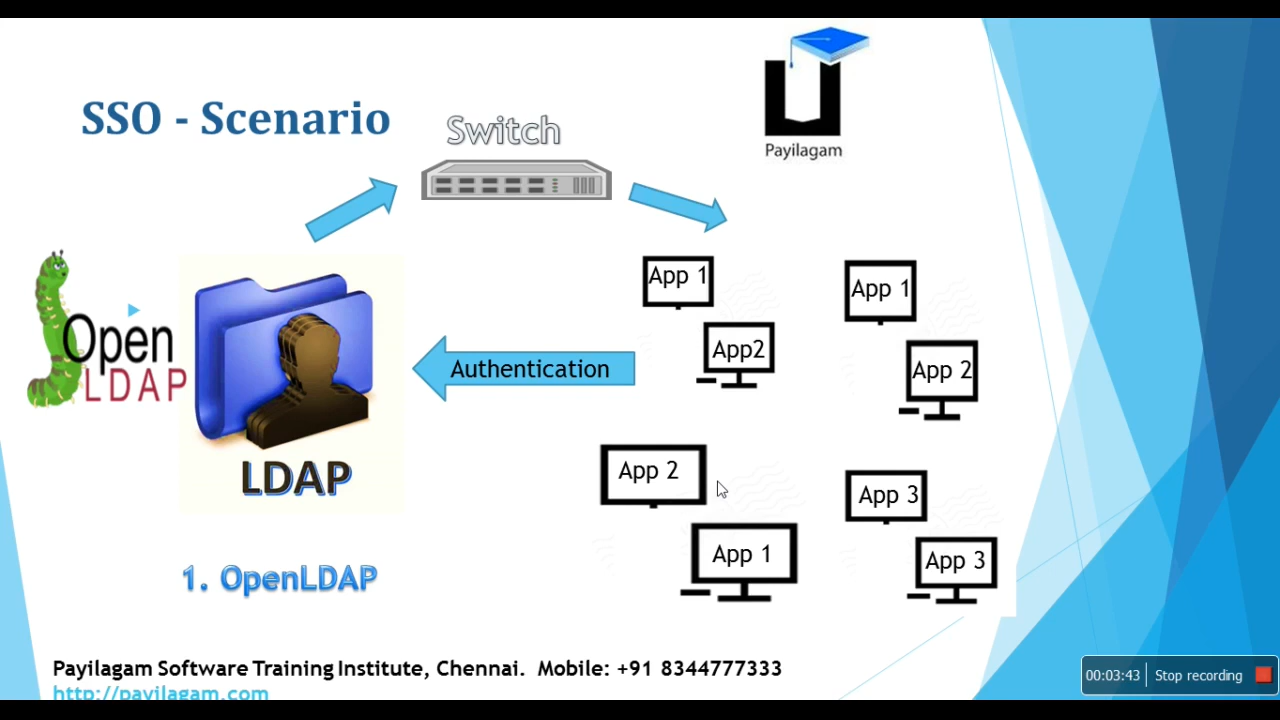 SSO - Scenario
Switch
Payilagam
App 1
App 1
App2
App 2
Open
LDAP
Authentication
LDAP
App 2
App 3
App 1
App 3
1. OpenLDAP
Payilagam Software Training Institute, Chennai. Mobile: +91 8344777333
http://payilagam.com
00:03:43 Stop recording